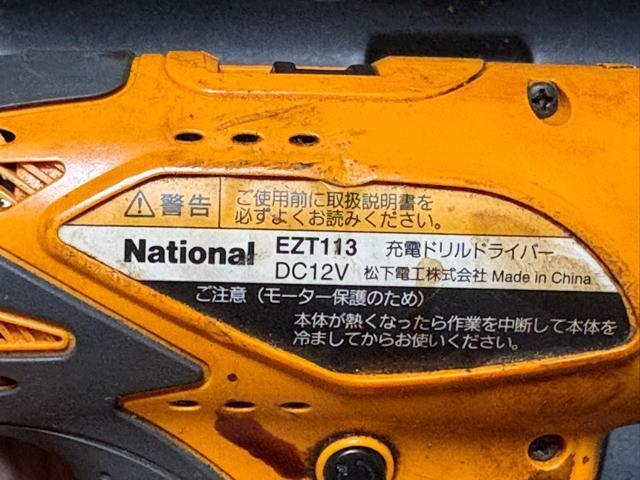 ⚠警告 ご使用前に取扱説明書を
必ずよくお読みください。
National EZT113 充電ドリルドライバー
DC12V 松下電工株式会社 Made in China
ご注意（モーター保護のため）
本体が熱くなったら作業を中断して本体を
冷ましてからお使いください。